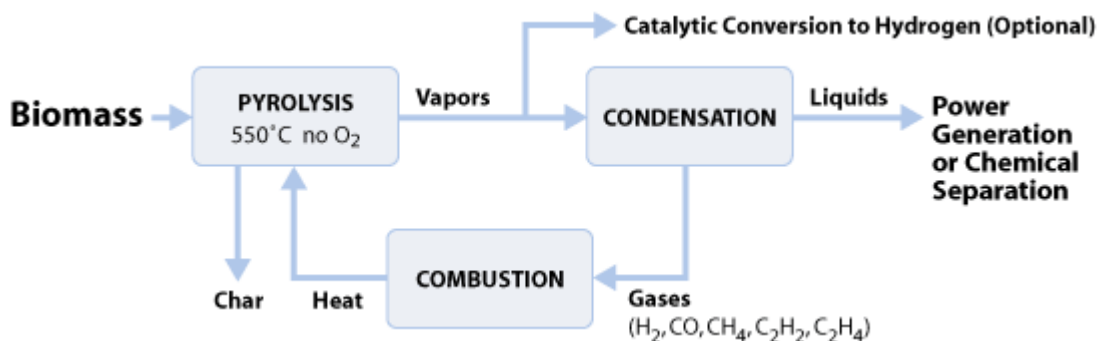 Catalytic Conversion to Hydrogen (Optional)
Biomass
PYROLYSIS
550°C no O₂
Vapors
CONDENSATION
Liquids
Power
Generation
or Chemical
Separation
COMBUSTION
Char
Heat
Gases
(H₂,CO,CH₄,C₂H₂,C₂H₄)